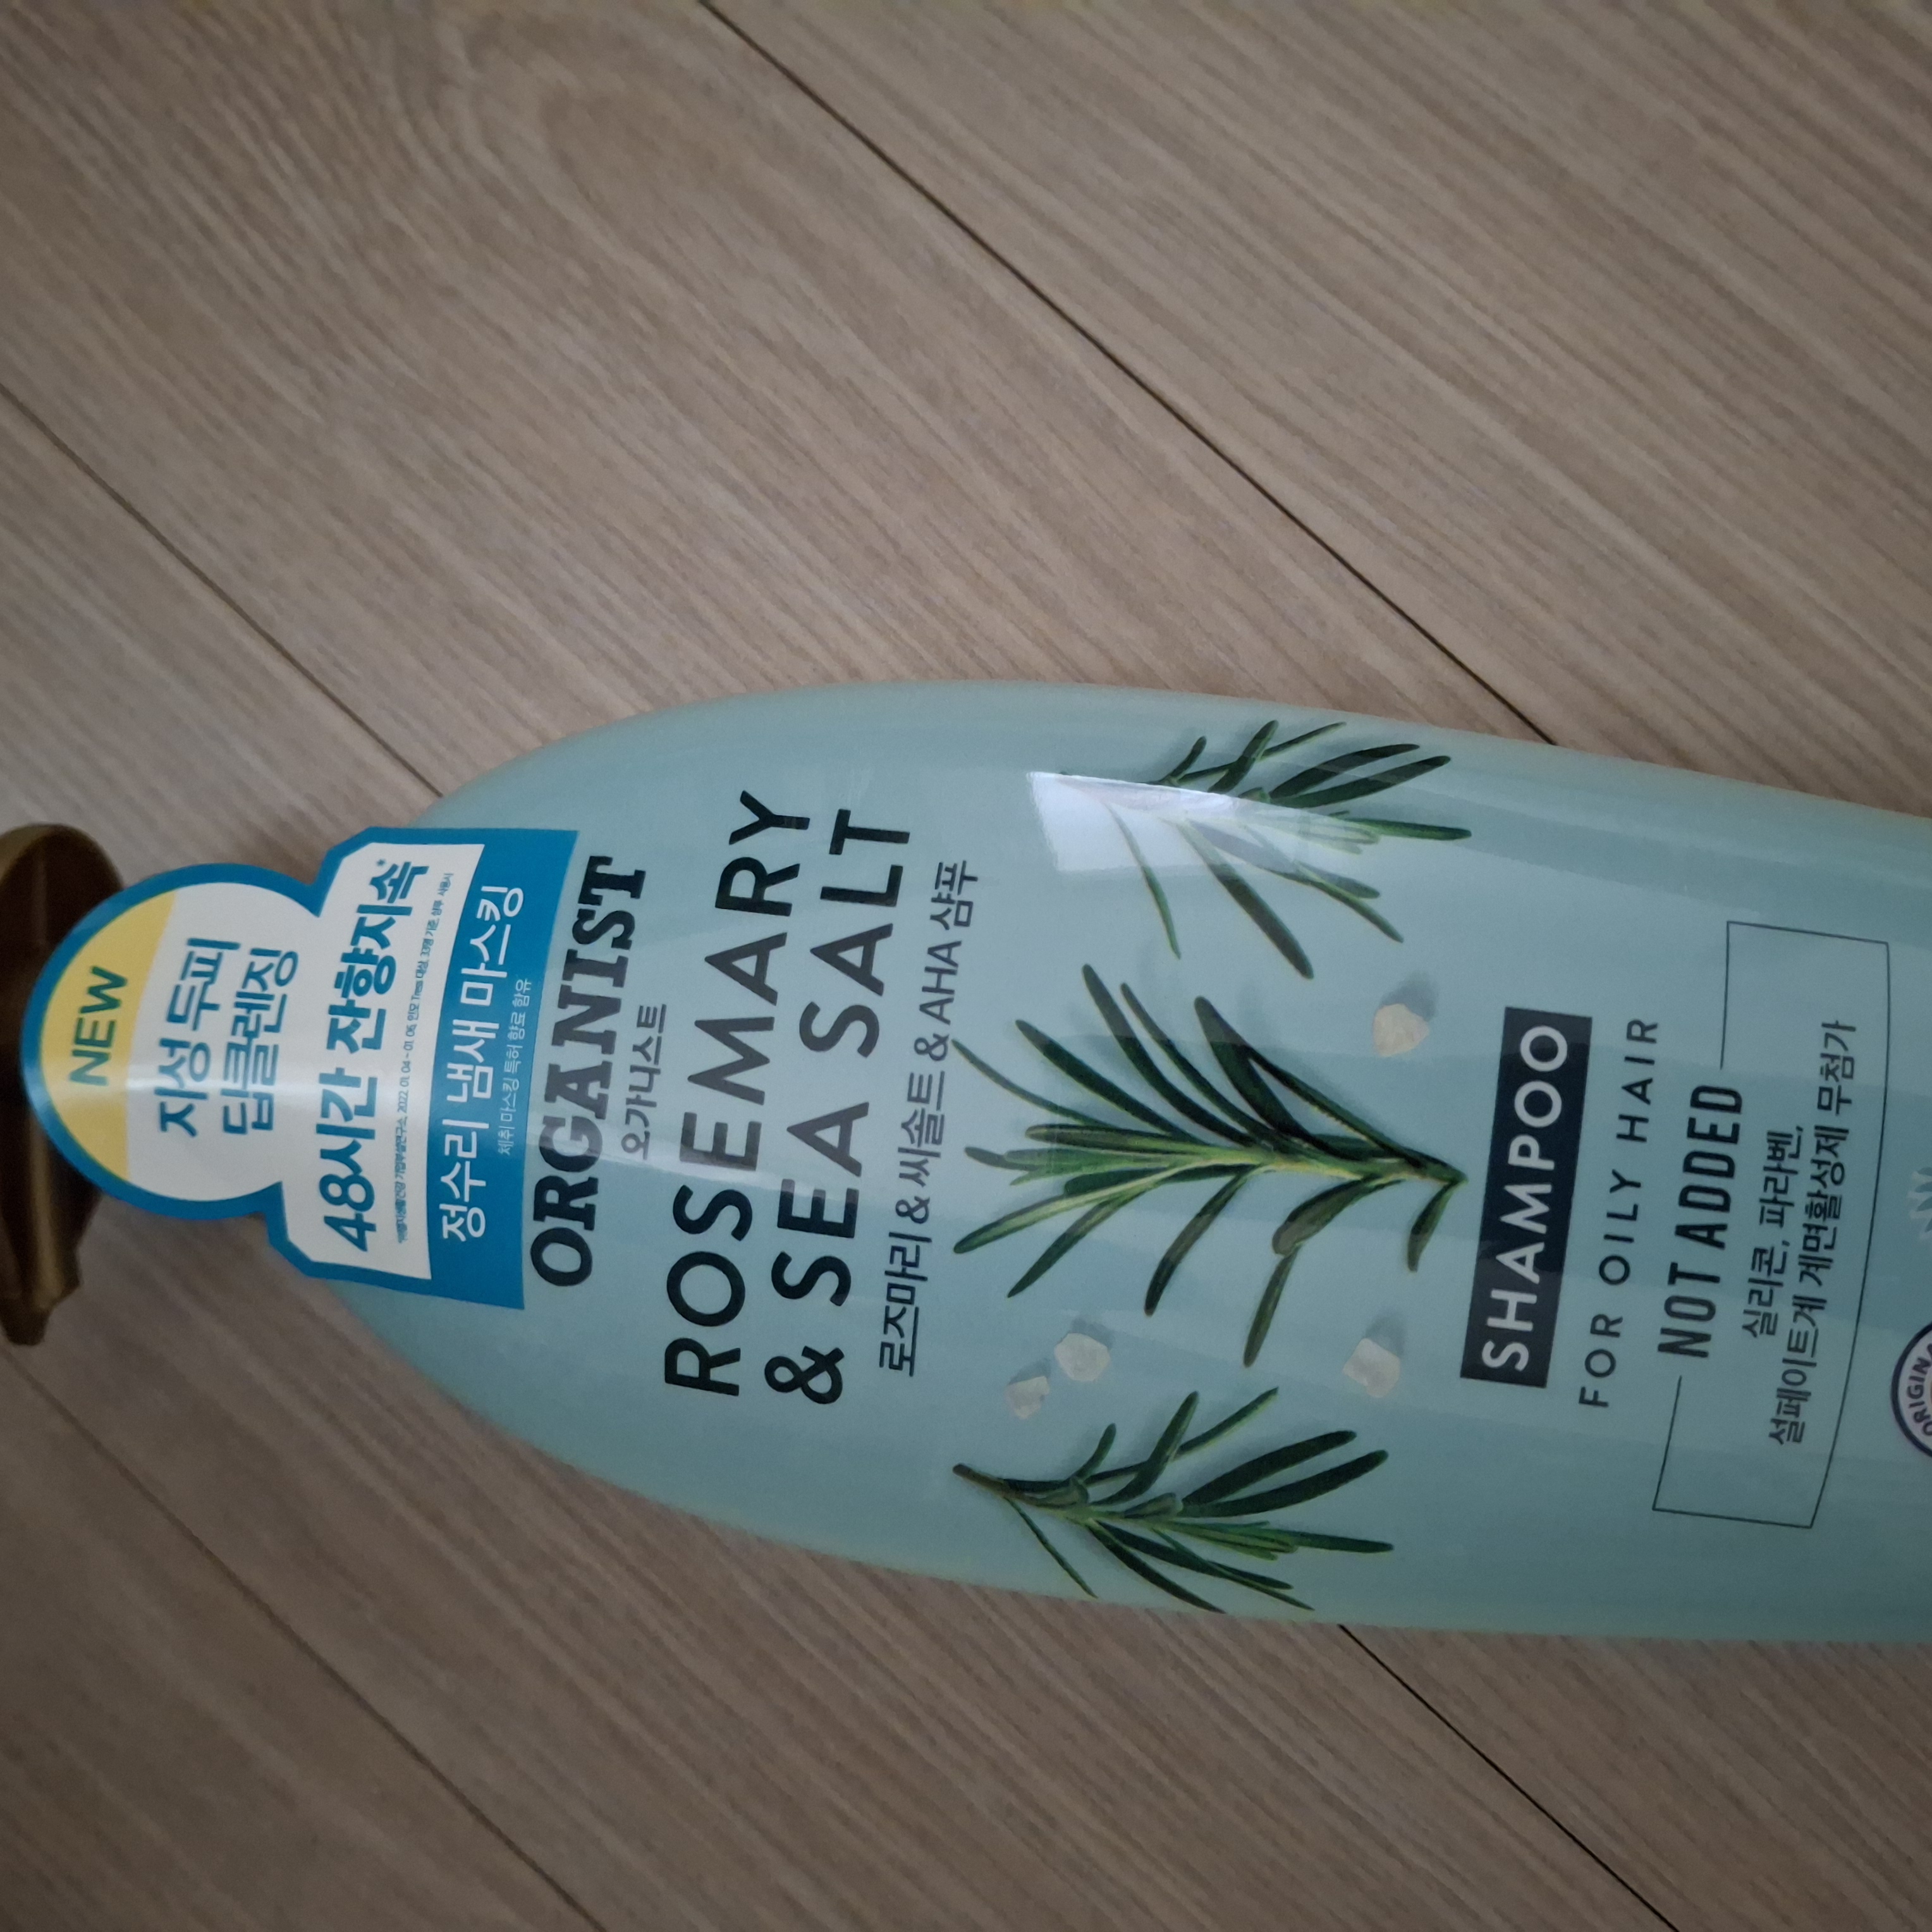 NEW
지성 두피
딥클렌징
48시간 잔향지속*
정수리 냄새 마스킹
체취 마스킹 특허 향료 함유
ORGANIST
오가니스트
ROSEMARY
& SEA SALT
로즈마리 & 씨솔트 & AHA 샴푸
SHAMPOO
FOR OILY HAIR
NOT ADDED
실리콘, 파라벤,
설페이트계 계면활성제 무첨가